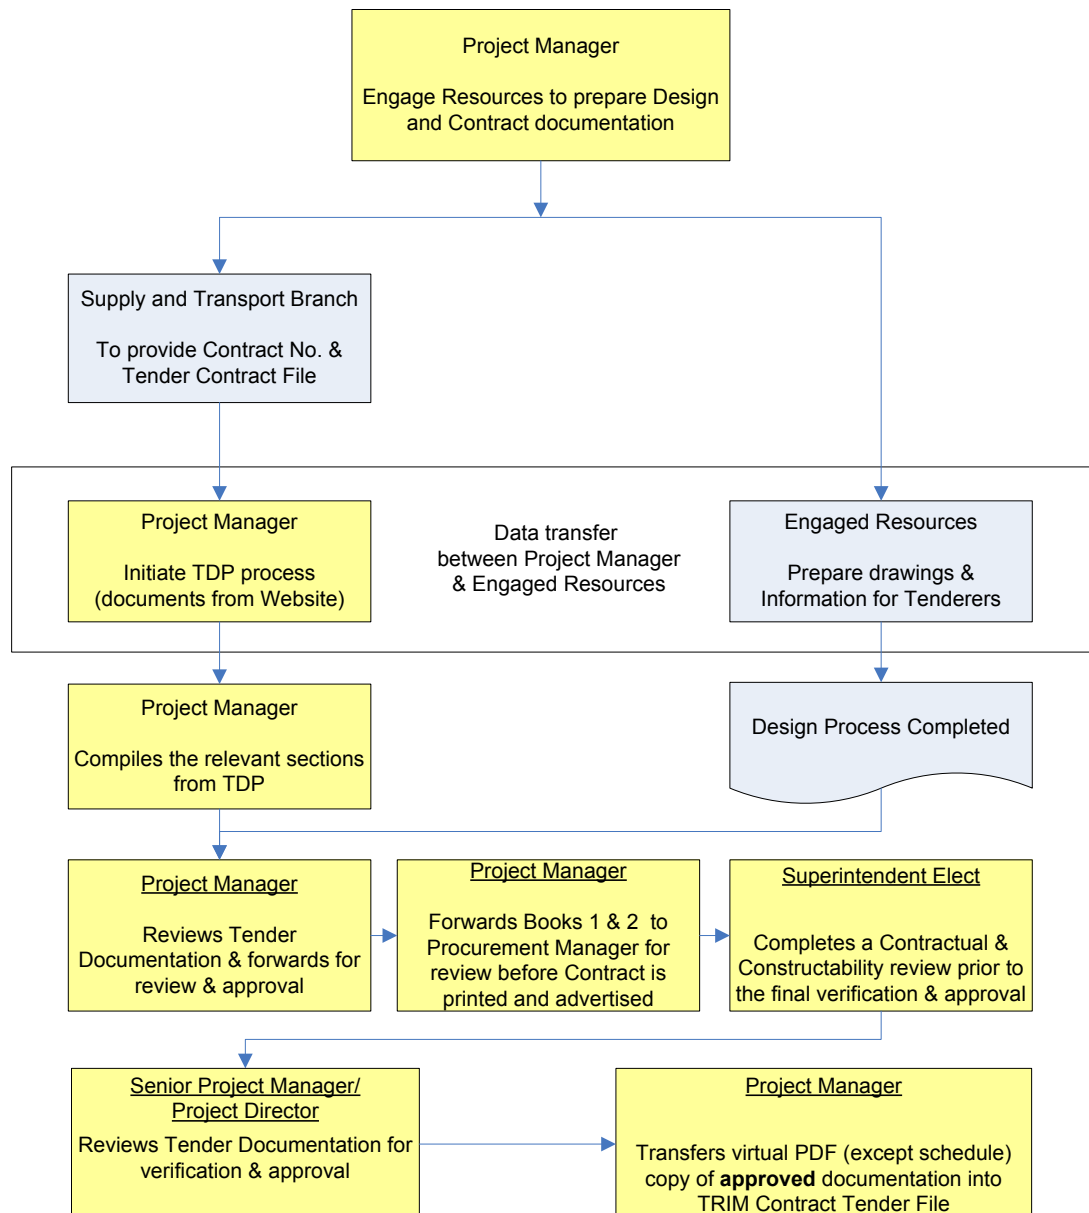 Project Manager
Engage Resources to prepare Design
and Contract documentation
Supply and Transport Branch
To provide Contract No. &
Tender Contract File
Project Manager
Initiate TDP process
(documents from Website)
Data transfer
between Project Manager
& Engaged Resources
Engaged Resources
Prepare drawings &
Information for Tenderers
Project Manager
Compiles the relevant sections
from TDP
Design Process Completed
Project Manager
Reviews Tender
Documentation & forwards for
review & approval
Project Manager
Forwards Books 1 & 2 to
Procurement Manager for
review before Contract is
printed and advertised
Superintendent Elect
Completes a Contractual &
Constructability review prior to
the final verification & approval
Senior Project Manager/
Project Director
Reviews Tender Documentation for
verification & approval
Project Manager
Transfers virtual PDF (except schedule)
copy of approved documentation into
TRIM Contract Tender File